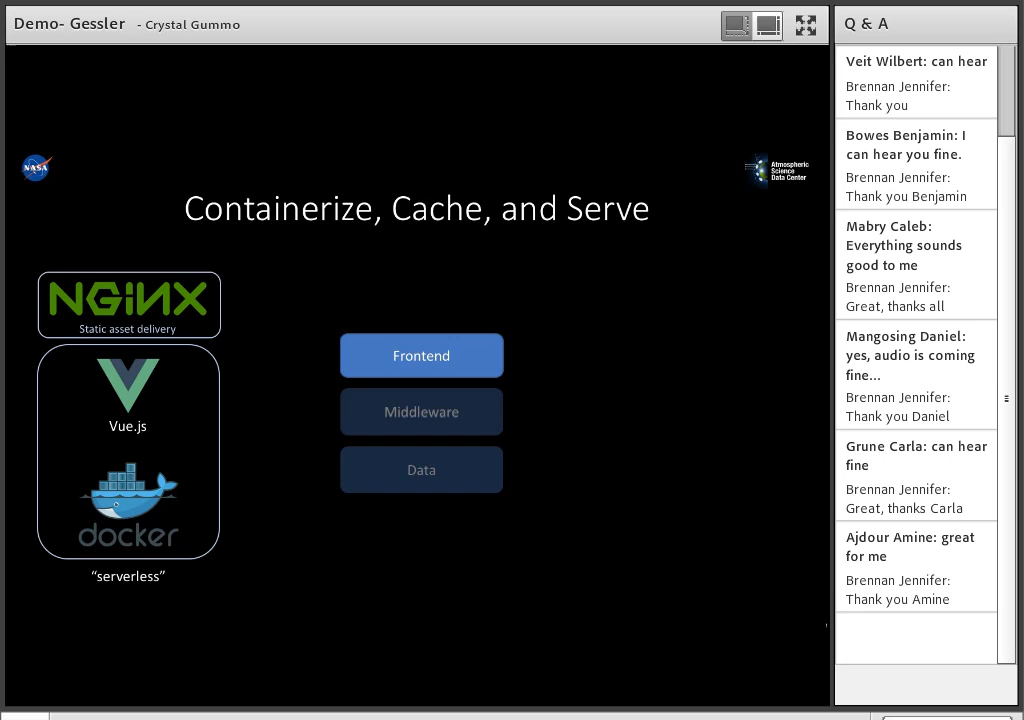 Demo- Gessler - Crystal Gummo
NASA
Atmospheric
Science
Data Center
Containerize, Cache, and Serve
NGiNX
Static asset delivery
Vue.js
docker
“serverless”
Frontend
Middleware
Data
Q & A
Veit Wilbert: can hear
Brennan Jennifer:
Thank you
Bowes Benjamin: I
can hear you fine.
Brennan Jennifer:
Thank you Benjamin
Mabry Caleb:
Everything sounds
good to me
Brennan Jennifer:
Great, thanks all
Mangosing Daniel:
yes, audio is coming
fine...
Brennan Jennifer:
Thank you Daniel
Grune Carla: can hear
fine
Brennan Jennifer:
Great, thanks Carla
Ajdour Amine: great
for me
Brennan Jennifer:
Thank you Amine